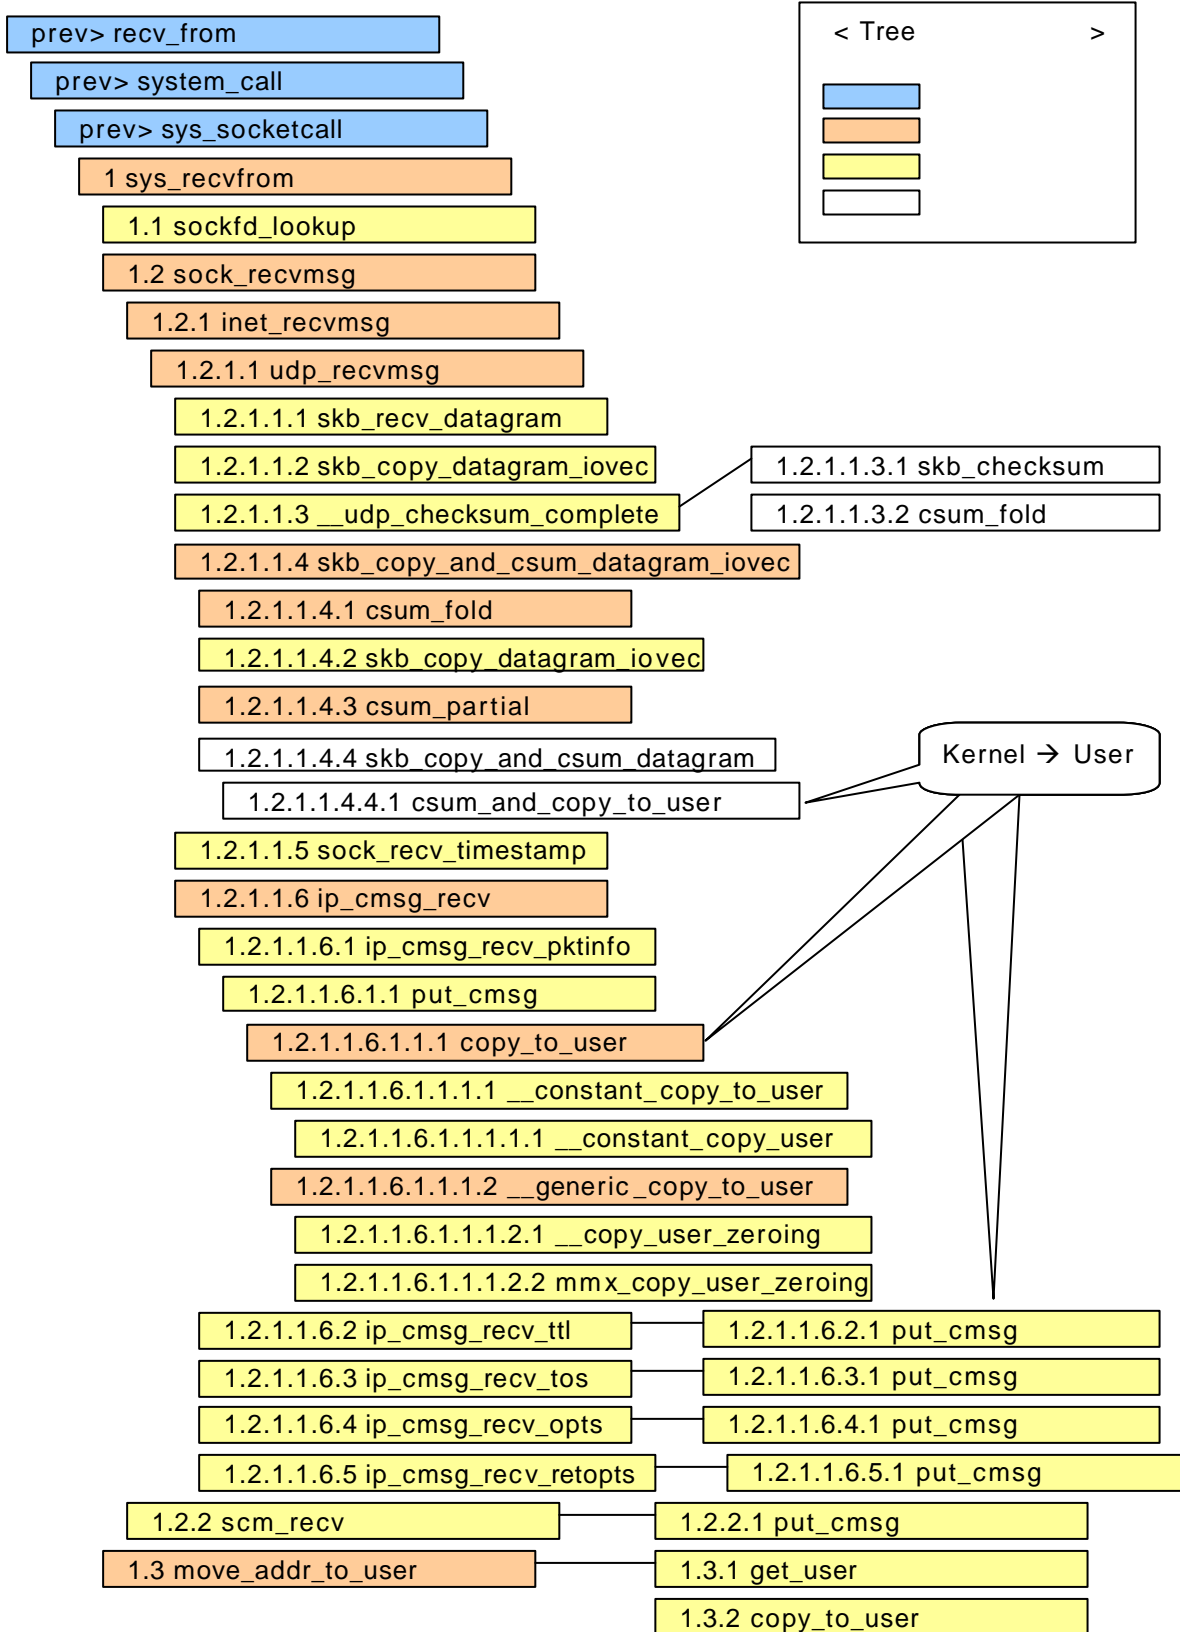 prev> recv_from
< Tree >
prev> system_call
prev> sys_socketcall
1 sys_recvfrom
1.1 sockfd_lookup
1.2 sock_recvmsg
1.2.1 inet_recvmsg
1.2.1.1 udp_recvmsg
1.2.1.1.1 skb_recv_datagram
1.2.1.1.2 skb_copy_datagram_iovec
1.2.1.1.3.1 skb_checksum
1.2.1.1.3 __udp_checksum_complete
1.2.1.1.3.2 csum_fold
1.2.1.1.4 skb_copy_and_csum_datagram_iovec
1.2.1.1.4.1 csum_fold
1.2.1.1.4.2 skb_copy_datagram_iovec
1.2.1.1.4.3 csum_partial
1.2.1.1.4.4 skb_copy_and_csum_datagram
Kernel → User
1.2.1.1.4.4.1 csum_and_copy_to_user
1.2.1.1.5 sock_recv_timestamp
1.2.1.1.6 ip_cmsg_recv
1.2.1.1.6.1 ip_cmsg_recv_pktinfo
1.2.1.1.6.1.1 put_cmsg
1.2.1.1.6.1.1.1 copy_to_user
1.2.1.1.6.1.1.1.1 __constant_copy_to_user
1.2.1.1.6.1.1.1.1.1 __constant_copy_user
1.2.1.1.6.1.1.1.2 __generic_copy_to_user
1.2.1.1.6.1.1.1.2.1 __copy_user_zeroing
1.2.1.1.6.1.1.1.2.2 mmx_copy_user_zeroing
1.2.1.1.6.2 ip_cmsg_recv_ttl
1.2.1.1.6.2.1 put_cmsg
1.2.1.1.6.3 ip_cmsg_recv_tos
1.2.1.1.6.3.1 put_cmsg
1.2.1.1.6.4 ip_cmsg_recv_opts
1.2.1.1.6.4.1 put_cmsg
1.2.1.1.6.5 ip_cmsg_recv_retopts
1.2.1.1.6.5.1 put_cmsg
1.2.2 scm_recv
1.2.2.1 put_cmsg
1.3 move_addr_to_user
1.3.1 get_user
1.3.2 copy_to_user